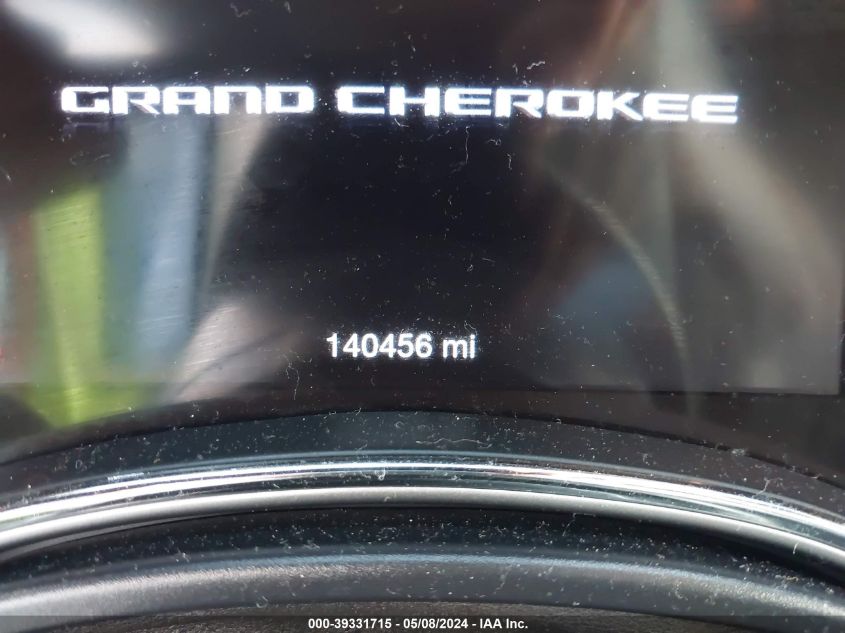 GRAND CHEROKEE
140456 mi
000-39331715 - 05/08/2024 - IAA Inc.